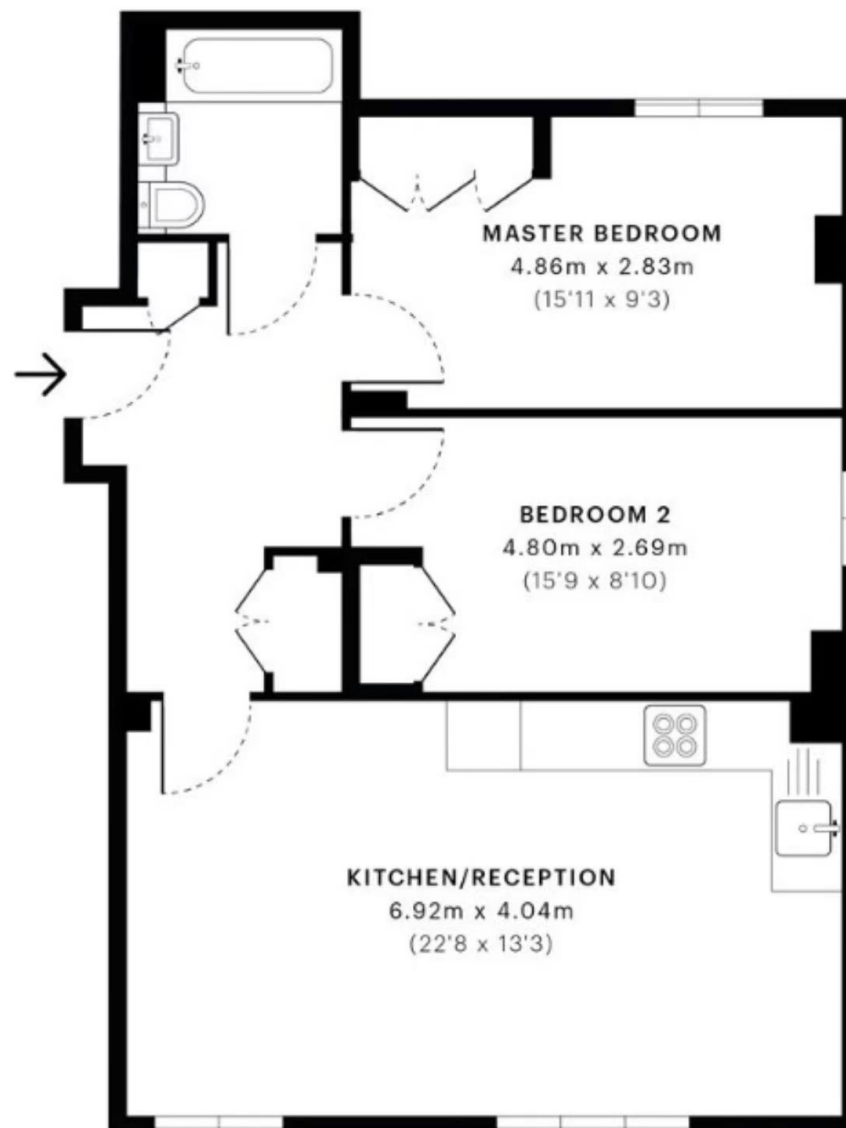 MASTER BEDROOM
4.86m x 2.83m
(15'11 x 9'3)
BEDROOM 2
4.80m x 2.69m
(15'9 x 8'10)
KITCHEN/RECEPTION
6.92m x 4.04m
(22'8 x 13'3)